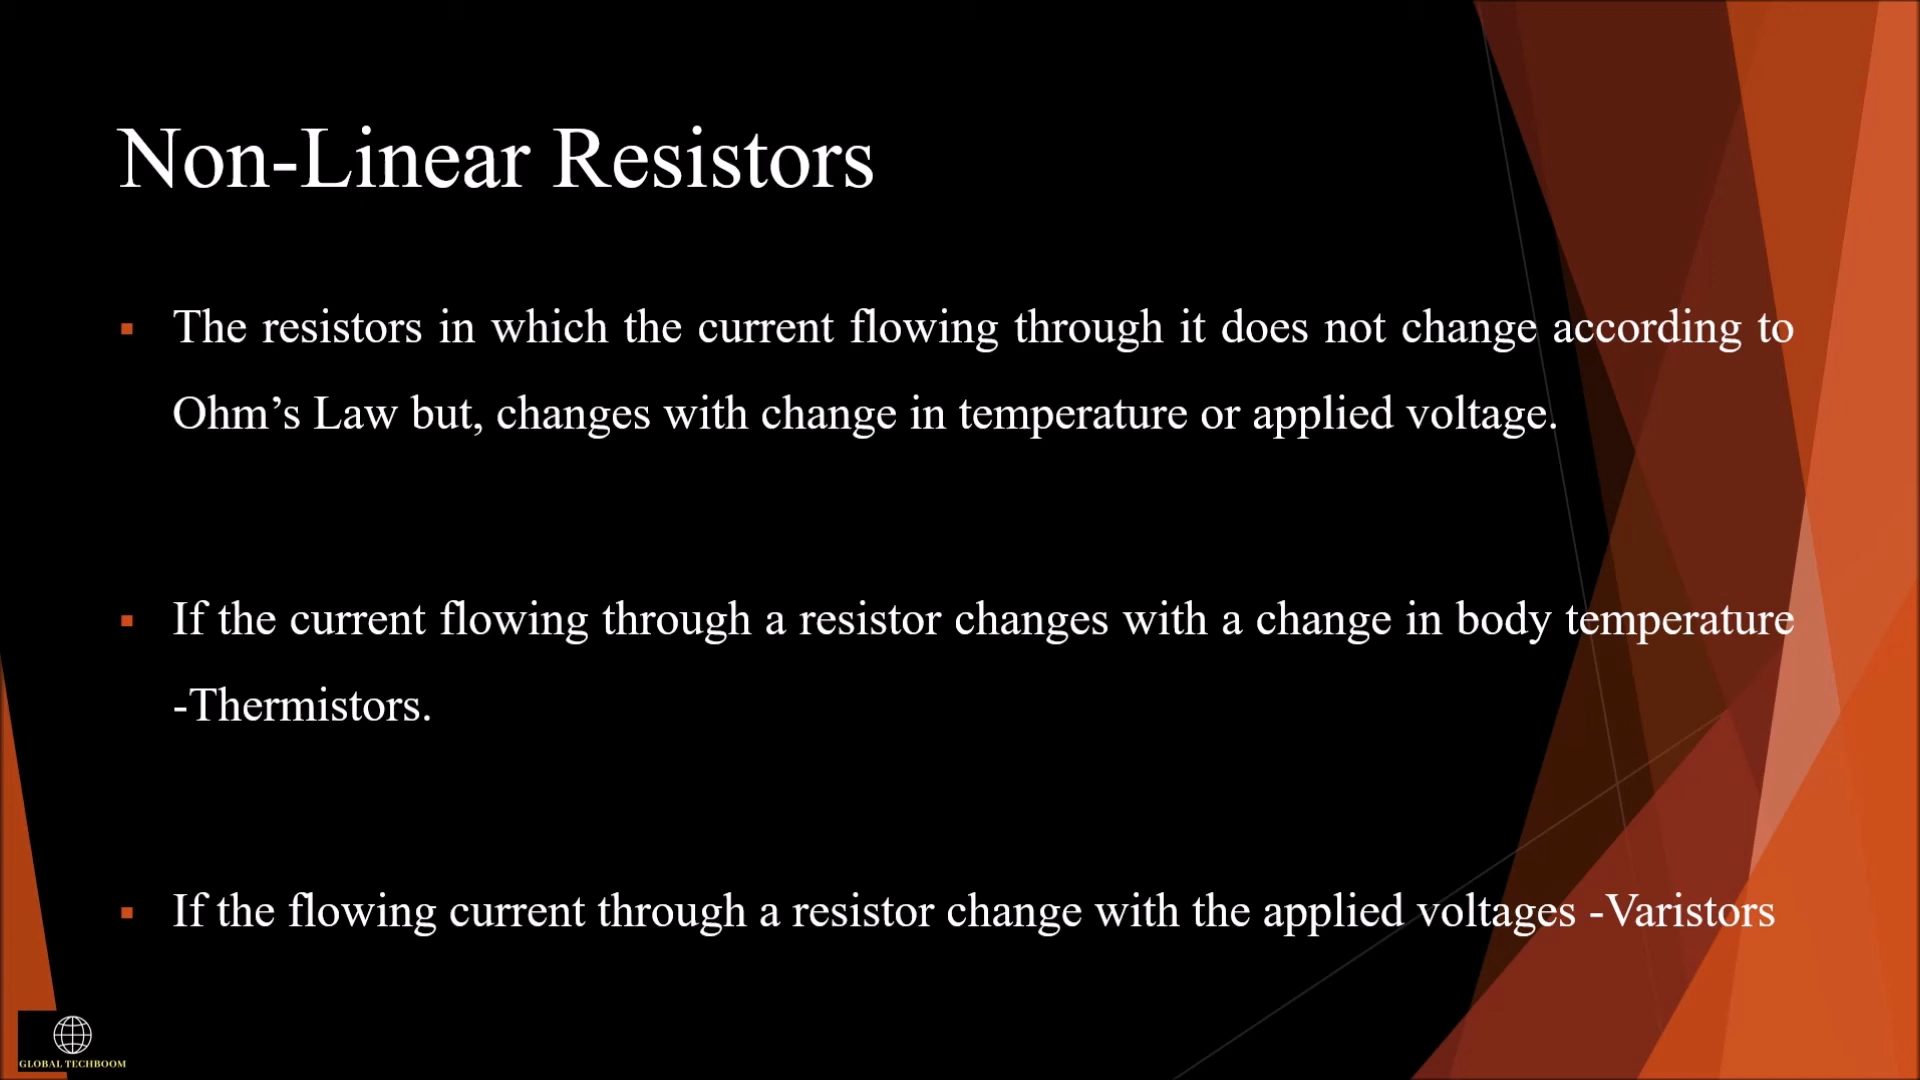 Non-Linear Resistors
▪ The resistors in which the current flowing through it does not change according to
Ohm’s Law but, changes with change in temperature or applied voltage.
▪ If the current flowing through a resistor changes with a change in body temperature
-Thermistors.
▪ If the flowing current through a resistor change with the applied voltages -Varistors
GLOBAL TECHBOOM